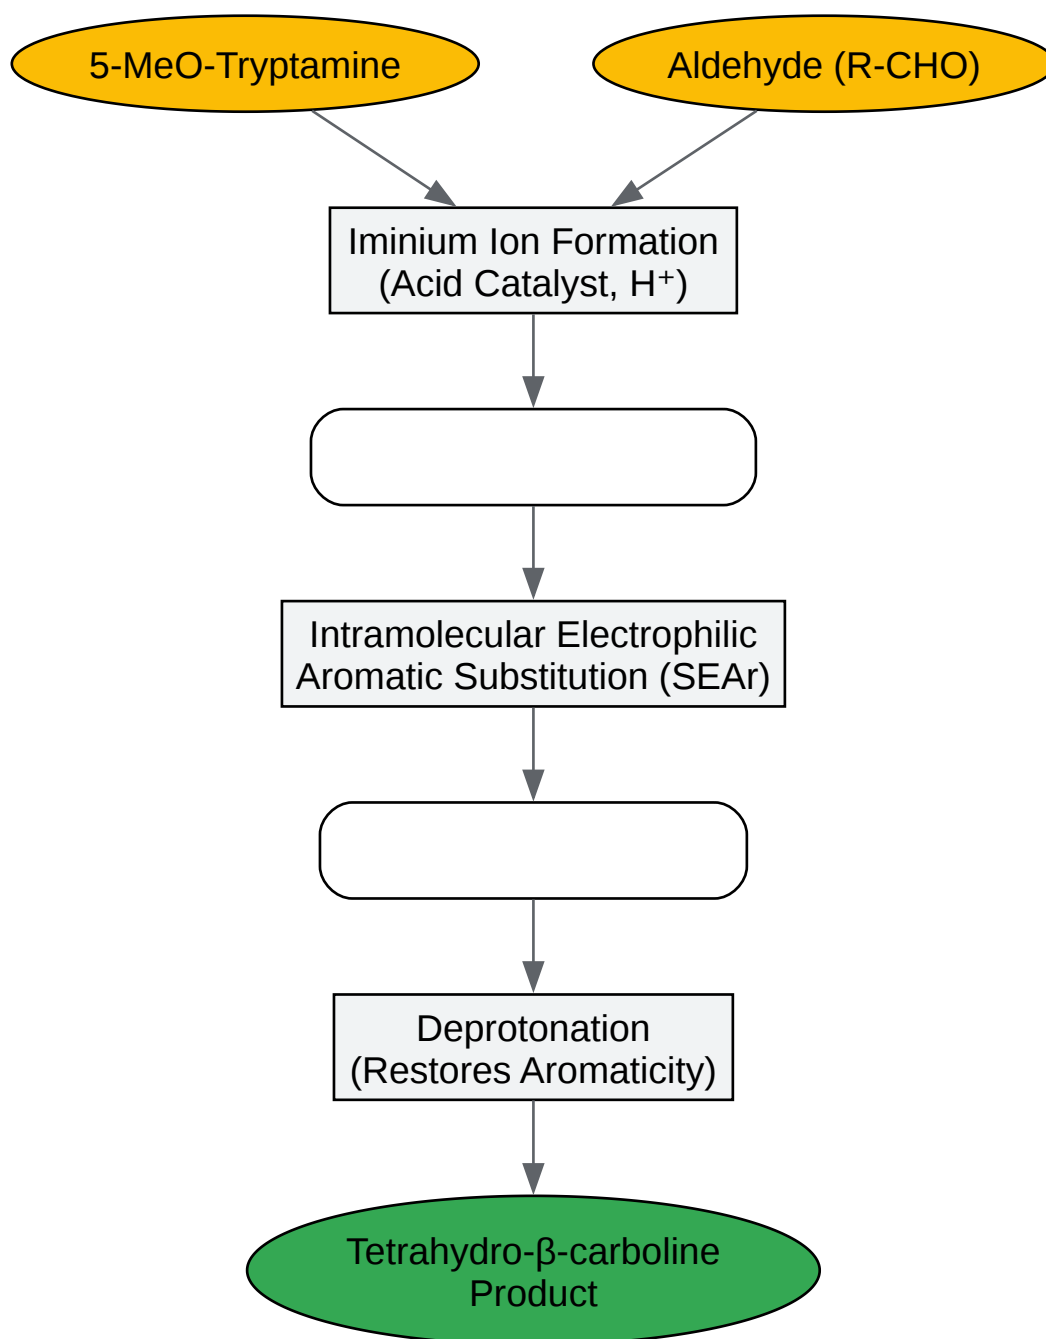 5-MeO-Tryptamine
Aldehyde (R-CHO)
Iminium Ion Formation
(Acid Catalyst, H⁺)
Intramolecular Electrophilic
Aromatic Substitution (SEAr)
Deprotonation
(Restores Aromaticity)
Tetrahydro-β-carboline
Product